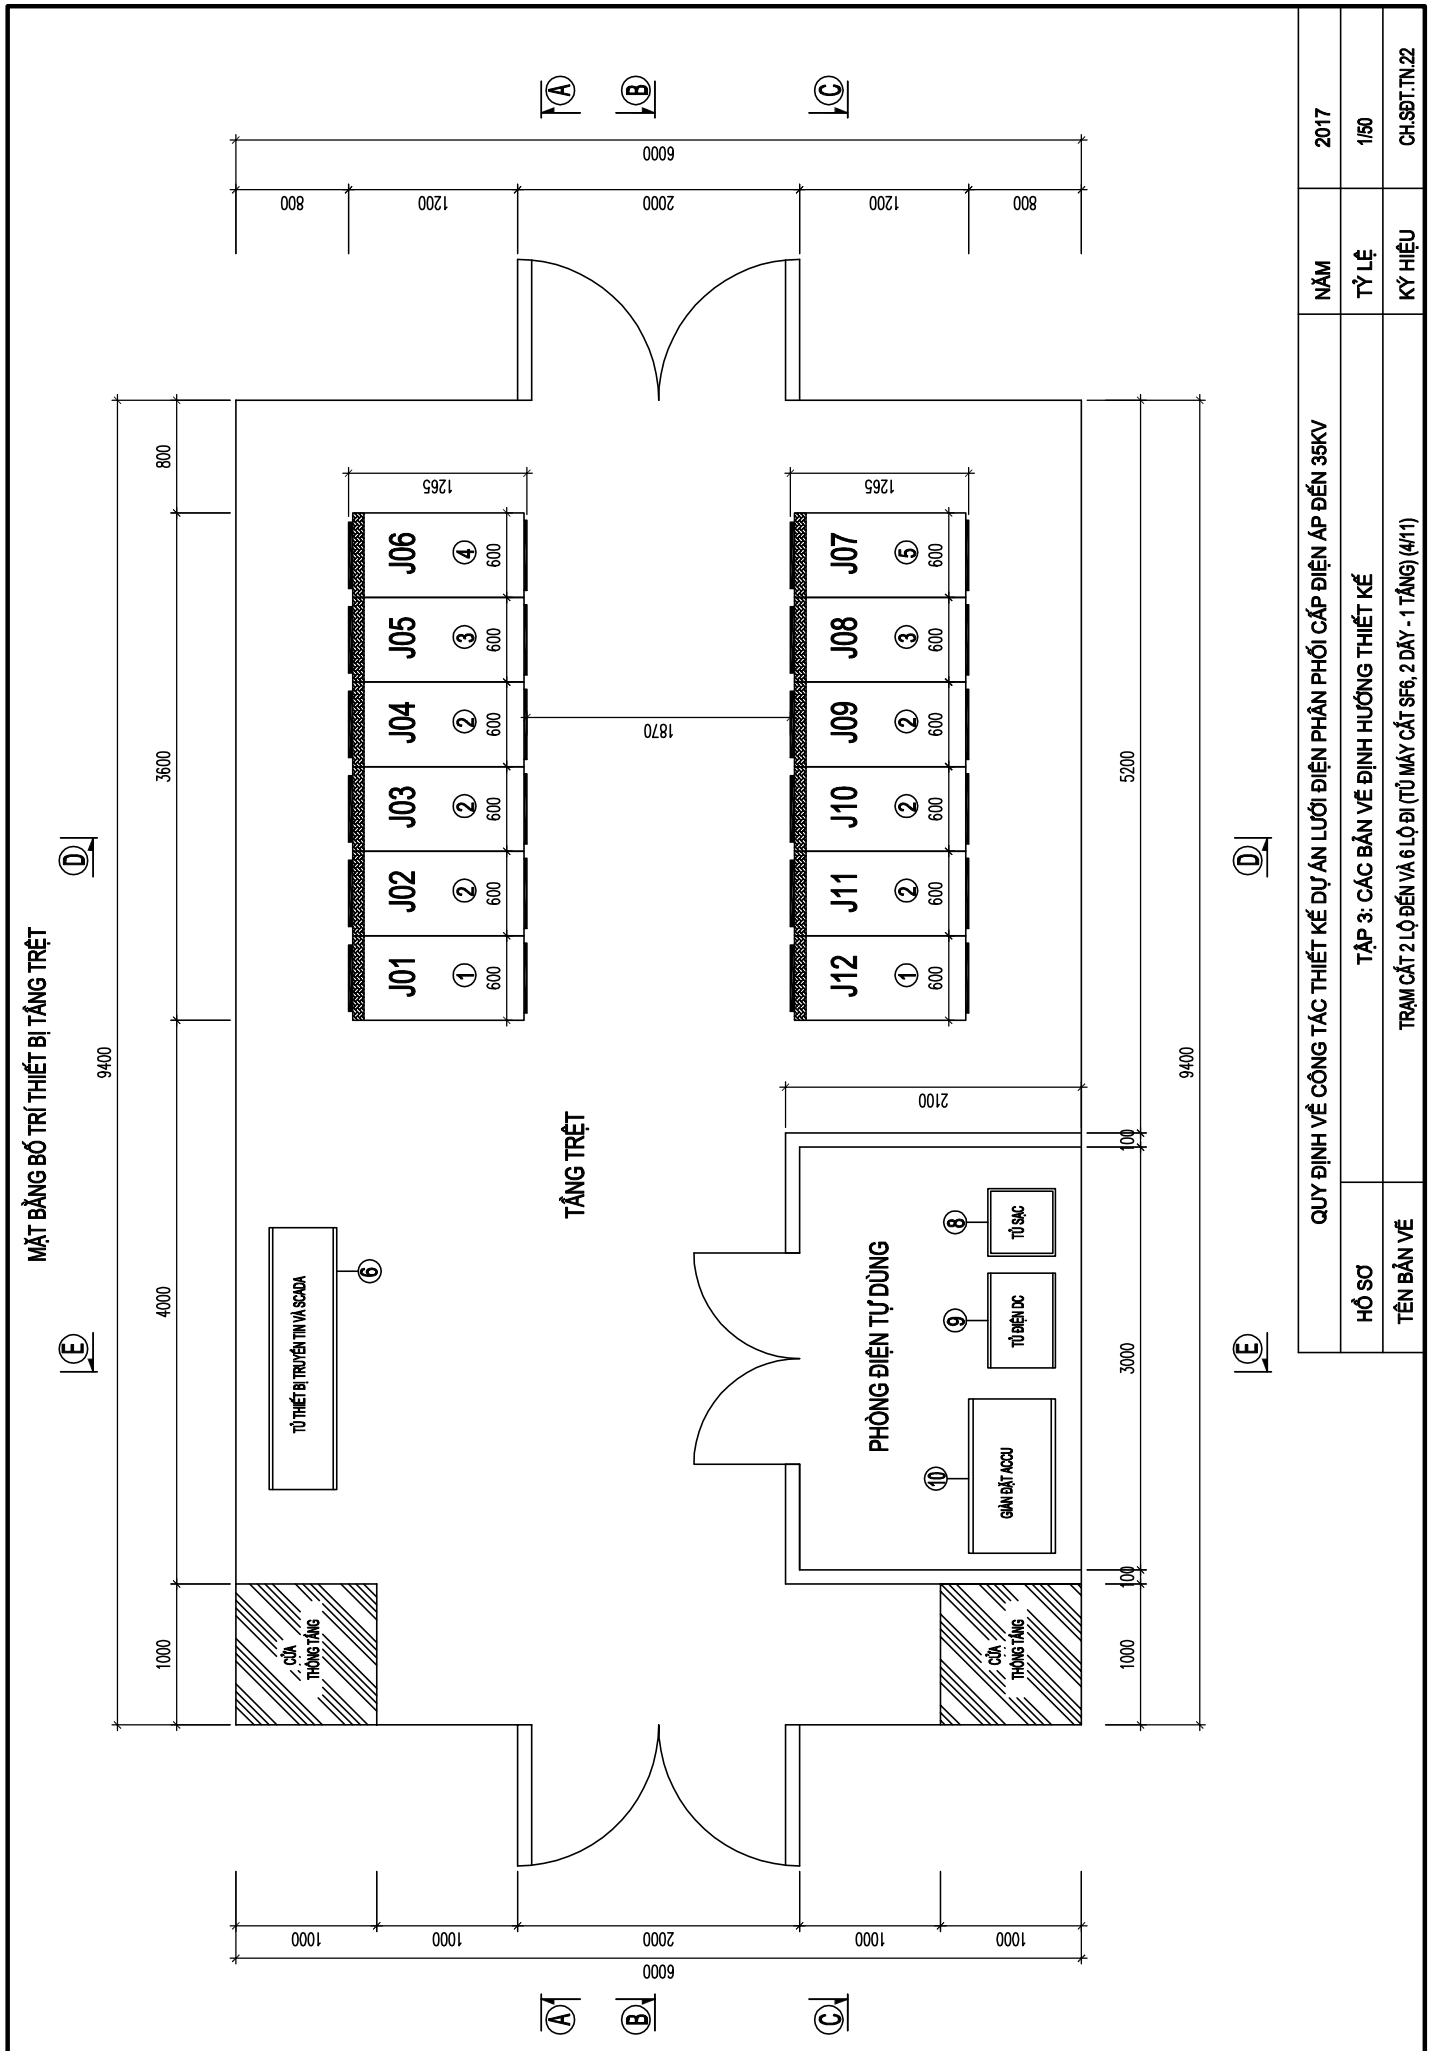 MẶT BẰNG BỐ TRÍ THIẾT BỊ TẦNG TRỆT
E
D
9400
1000
4000
3600
800
A
B
C
6000
1000
1000
2000
1000
1000
CỬA
THÔNG TẦNG
TỦ THIẾT BỊ TRUYỀN TIN VÀ SCADA
6
J01
J02
J03
J04
J05
J06
1
2
2
2
3
4
600
600
600
600
600
600
1265
TẦNG TRỆT
1870
J12
J11
J10
J09
J08
J07
1
2
2
2
3
5
600
600
600
600
600
600
1265
2100
PHÒNG ĐIỆN TỰ DÙNG
10
9
8
GIÀN ĐẶT ACCU
TỦ ĐIỆN DC
TỦ SẠC
CỬA
THÔNG TẦNG
800
1200
2000
1200
800
6000
A
B
C
1000
100
3000
100
5200
9400
E
D
QUY ĐỊNH VỀ CÔNG TÁC THIẾT KẾ DỰ ÁN LƯỚI ĐIỆN PHÂN PHỐI CẤP ĐIỆN ÁP ĐẾN 35KV
NĂM
2017
HỒ SƠ
TẬP 3: CÁC BẢN VẼ ĐỊNH HƯỚNG THIẾT KẾ
TỶ LỆ
1/50
TÊN BẢN VẼ
TRẠM CẮT 2 LỘ ĐẾN VÀ 6 LỘ ĐI (TỦ MÁY CẮT SF6, 2 DÃY - 1 TẦNG) (4/11)
KÝ HIỆU
CH.SĐT.TN.22